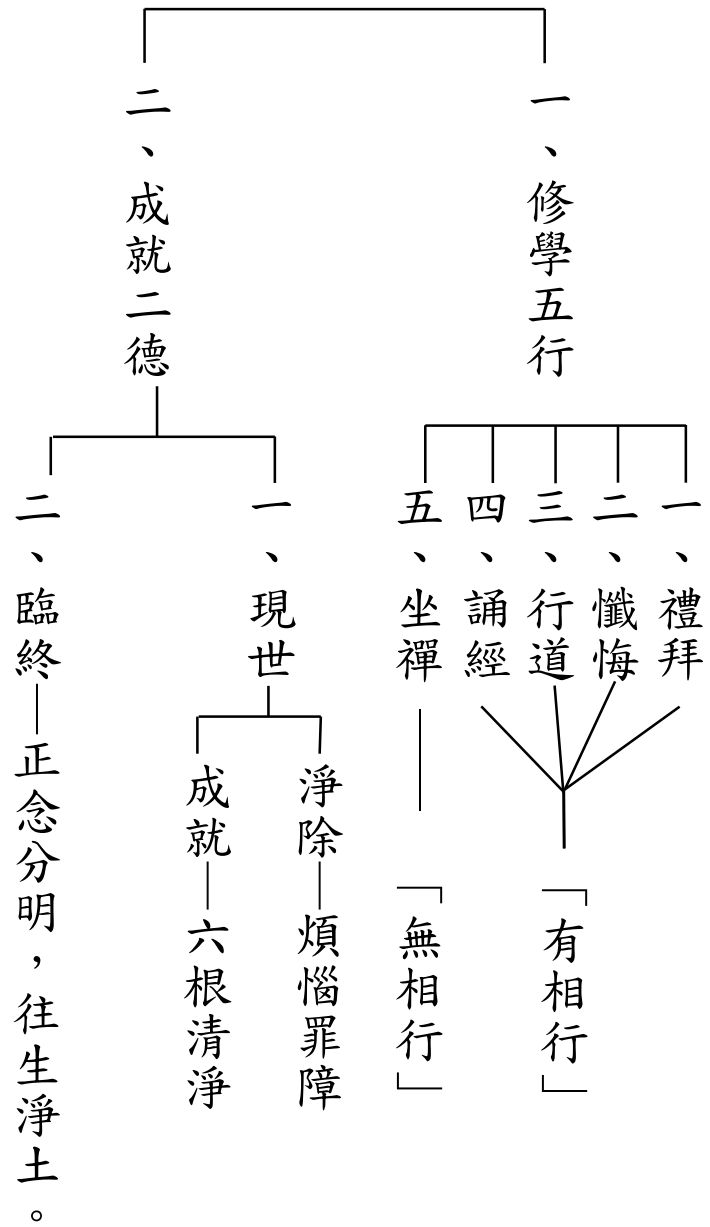 一、修學五行
一、禮拜
二、懺悔
三、行道
四、誦經
「有相行」
五、坐禪
「無相行」
二、成就二德
一、現世
淨除—煩惱罪障
成就—六根清淨
二、臨終—正念分明，往生淨土。